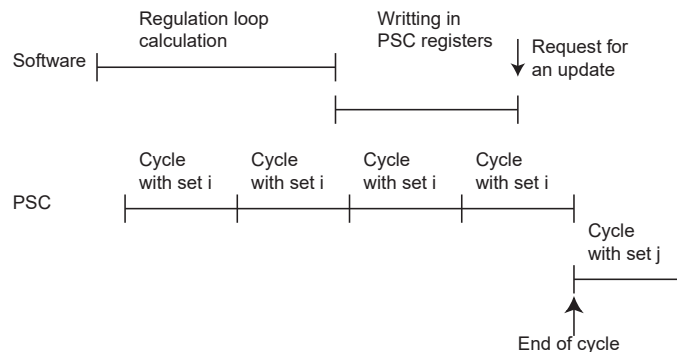 Regulation loop
calculation
Writting in
PSC registers
Request for
an update
Software
Cycle
with set i
Cycle
with set i
Cycle
with set i
Cycle
with set i
PSC
Cycle
with set j
End of cycle